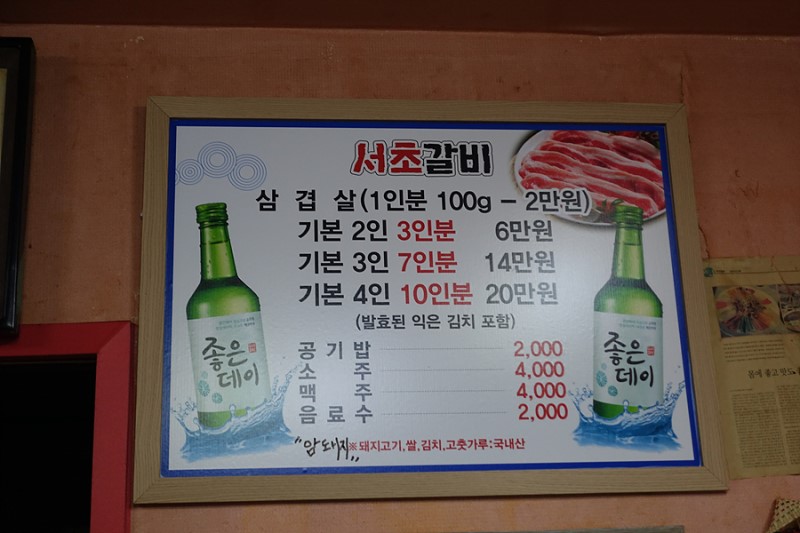 서초갈비
삼 겹 살(1인분 100g - 2만원)
기본 2인 3인분 6만원
기본 3인 7인분 14만원
기본 4인 10인분 20만원
(발효된 익은 김치 포함)
공 기 밥 2,000
소 주 4,000
맥 주 4,000
음 료 수 2,000
"암돼지" ※돼지고기,쌀,김치,고춧가루:국내산
좋은
데이
좋은
데이